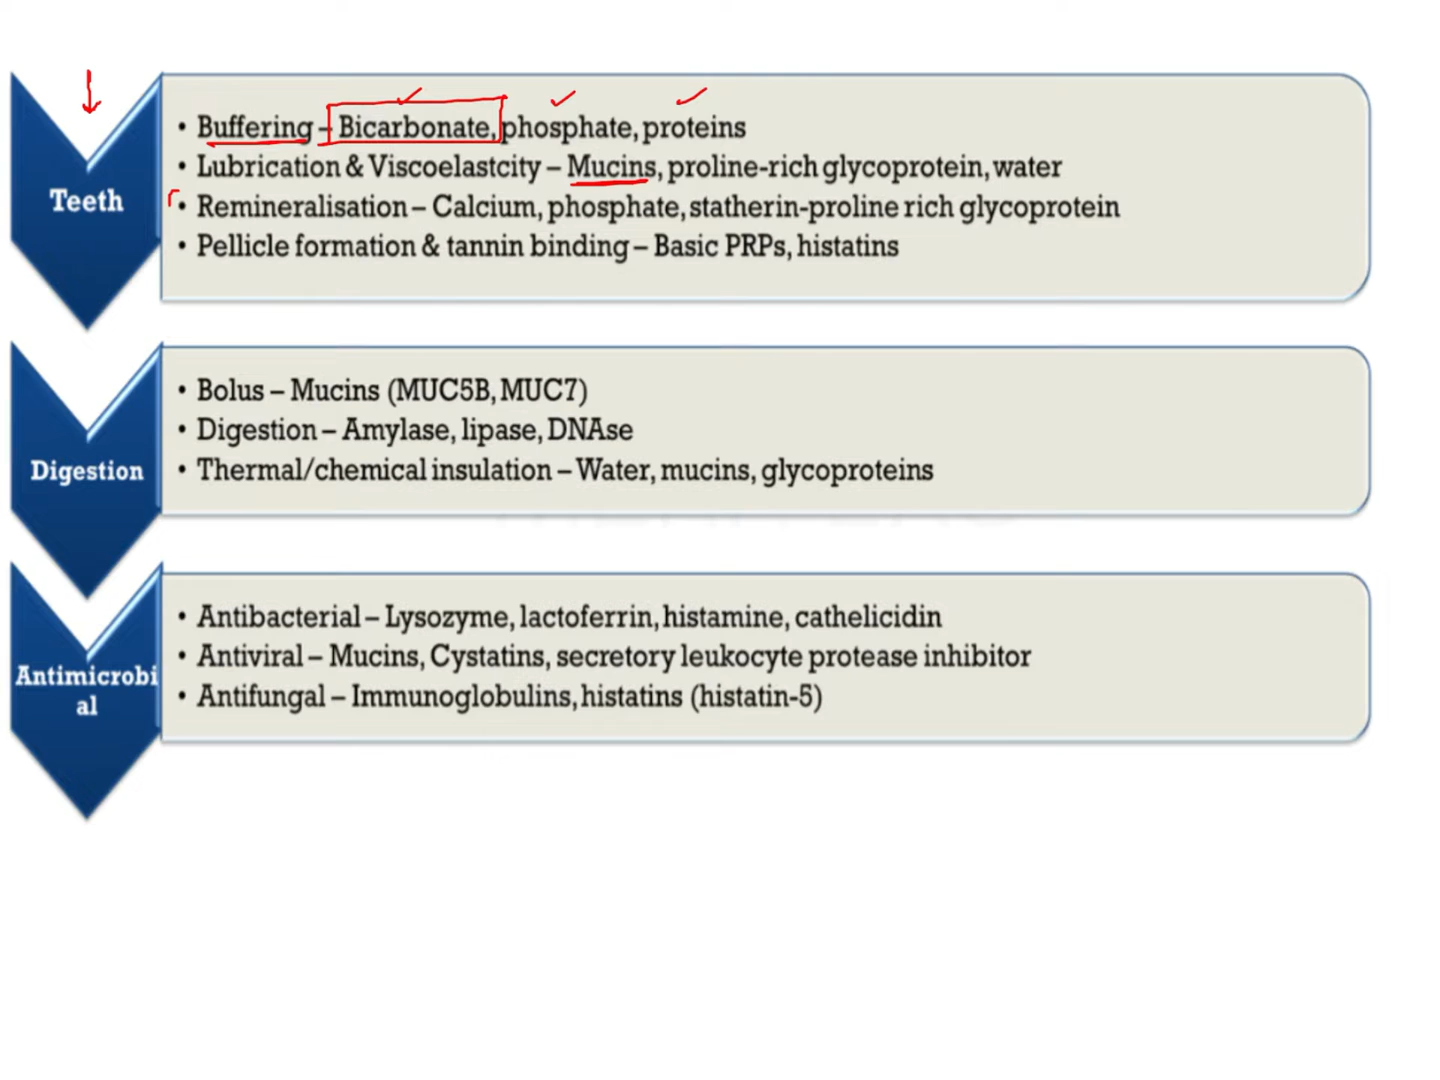 Teeth
• Buffering – Bicarbonate, phosphate, proteins
• Lubrication & Viscoelastcity – Mucins, proline-rich glycoprotein, water
• Remineralisation – Calcium, phosphate, statherin-proline rich glycoprotein
• Pellicle formation & tannin binding – Basic PRPs, histatins
Digestion
• Bolus – Mucins (MUC5B, MUC7)
• Digestion – Amylase, lipase, DNAse
• Thermal/chemical insulation – Water, mucins, glycoproteins
Antimicrobi
al
• Antibacterial – Lysozyme, lactoferrin, histamine, cathelicidin
• Antiviral – Mucins, Cystatins, secretory leukocyte protease inhibitor
• Antifungal – Immunoglobulins, histatins (histatin-5)